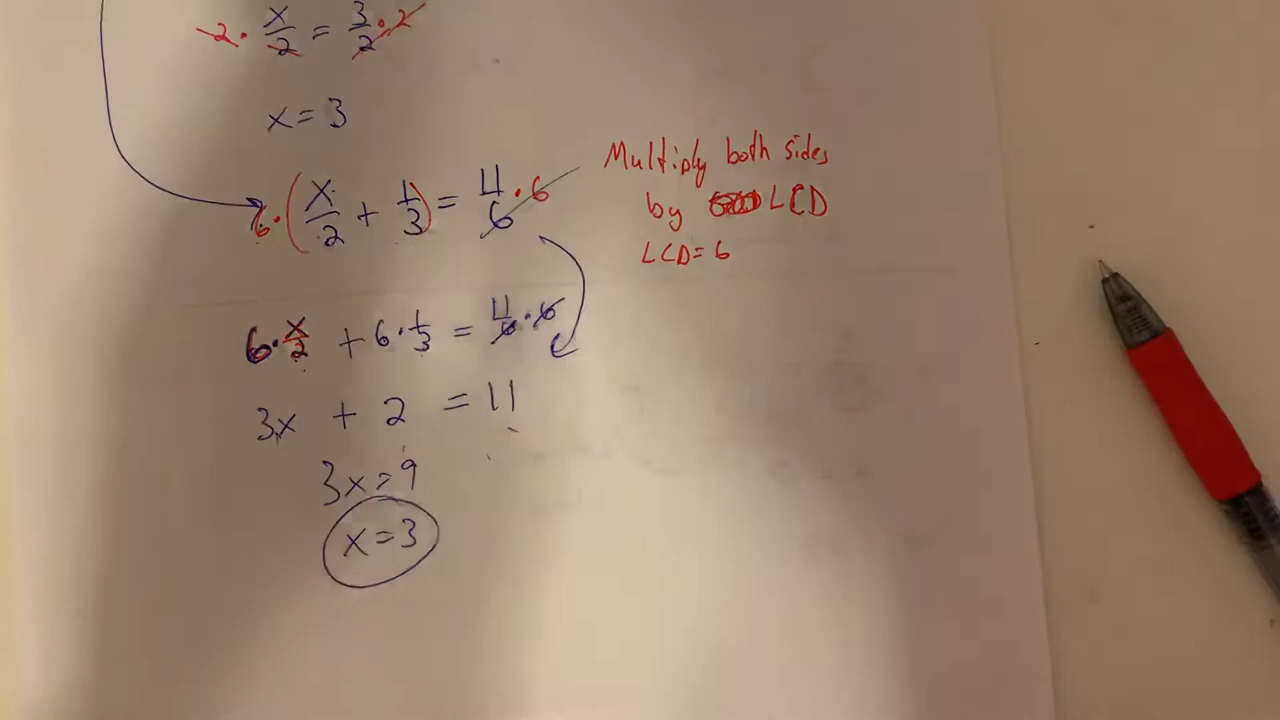 2 · x/2 = 3/2 · 2
x = 3
6 · (x/2 + 1/3) = 11/6 · 6
Multiply both sides
by LCD
LCD = 6
6 · x/2 + 6 · 1/3 = 11/6 · 6
3x + 2 = 11
3x = 9
x = 3